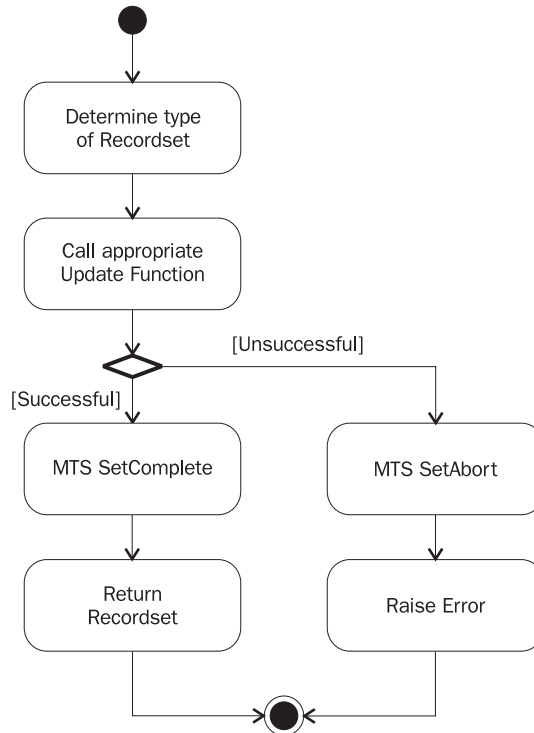 Determine type
of Recordset
Call appropriate
Update Function
[Unsuccessful]
[Successful]
MTS SetComplete
MTS SetAbort
Return
Recordset
Raise Error